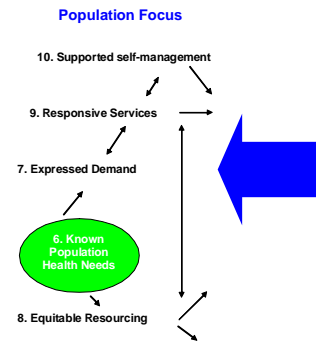 Population Focus
10. Supported self-management
9. Responsive Services
7. Expressed Demand
6. Known
Population
Health Needs
8. Equitable Resourcing